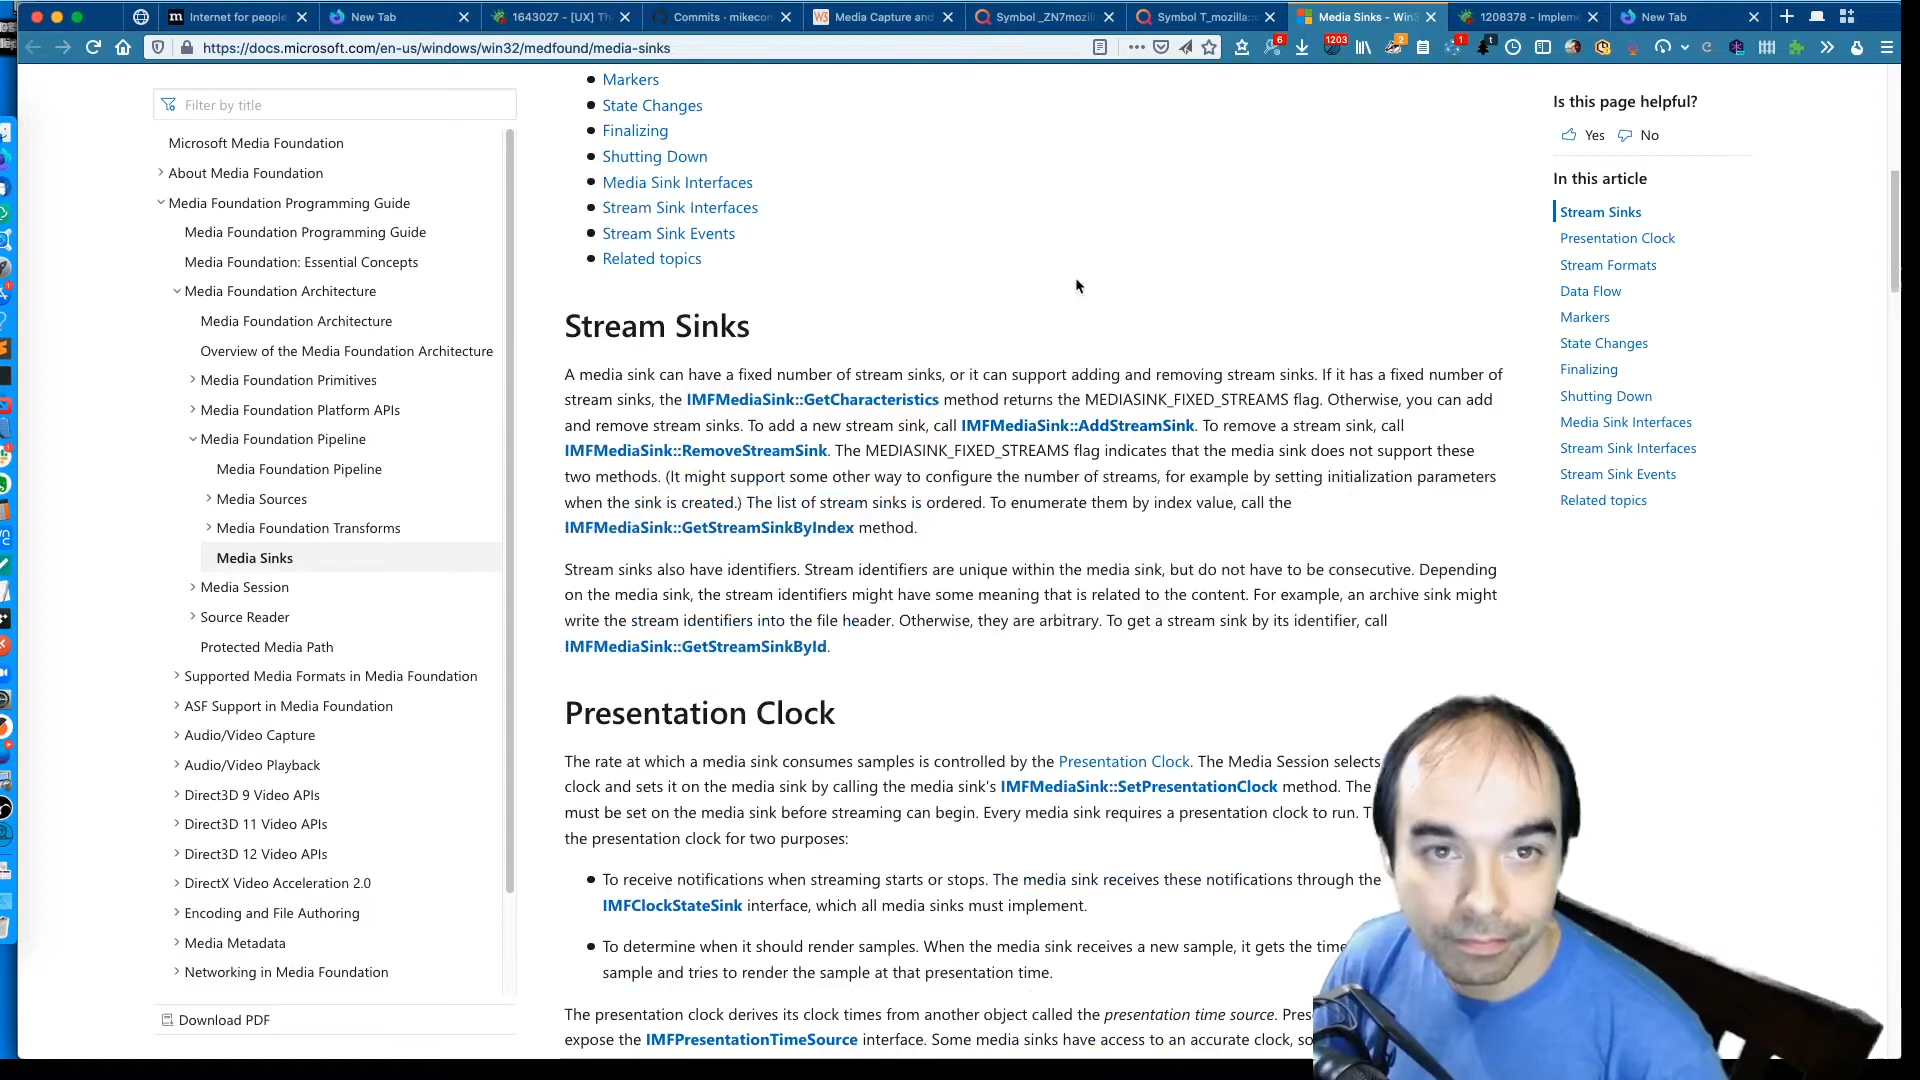 Internet for people,
New Tab
1643027 - [UX] Th
Commits · mikecon
Media Capture and
Symbol _ZN7mozil
Symbol T_mozilla::
Media Sinks - Win3
1208378 - Impleme
New Tab
https://docs.microsoft.com/en-us/windows/win32/medfound/media-sinks
6
1203
2
1
t
Filter by title
Microsoft Media Foundation
About Media Foundation
Media Foundation Programming Guide
Media Foundation Programming Guide
Media Foundation: Essential Concepts
Media Foundation Architecture
Media Foundation Architecture
Overview of the Media Foundation Architecture
Media Foundation Primitives
Media Foundation Platform APIs
Media Foundation Pipeline
Media Foundation Pipeline
Media Sources
Media Foundation Transforms
Media Sinks
Media Session
Source Reader
Protected Media Path
Supported Media Formats in Media Foundation
ASF Support in Media Foundation
Audio/Video Capture
Audio/Video Playback
Direct3D 9 Video APIs
Direct3D 11 Video APIs
Direct3D 12 Video APIs
DirectX Video Acceleration 2.0
Encoding and File Authoring
Media Metadata
Networking in Media Foundation
Download PDF
Markers
State Changes
Finalizing
Shutting Down
Media Sink Interfaces
Stream Sink Interfaces
Stream Sink Events
Related topics
Stream Sinks
A media sink can have a fixed number of stream sinks, or it can support adding and removing stream sinks. If it has a fixed number of
stream sinks, the IMFMediaSink::GetCharacteristics method returns the MEDIASINK_FIXED_STREAMS flag. Otherwise, you can add
and remove stream sinks. To add a new stream sink, call IMFMediaSink::AddStreamSink. To remove a stream sink, call
IMFMediaSink::RemoveStreamSink. The MEDIASINK_FIXED_STREAMS flag indicates that the media sink does not support these
two methods. (It might support some other way to configure the number of streams, for example by setting initialization parameters
when the sink is created.) The list of stream sinks is ordered. To enumerate them by index value, call the
IMFMediaSink::GetStreamSinkByIndex method.
Stream sinks also have identifiers. Stream identifiers are unique within the media sink, but do not have to be consecutive. Depending
on the media sink, the stream identifiers might have some meaning that is related to the content. For example, an archive sink might
write the stream identifiers into the file header. Otherwise, they are arbitrary. To get a stream sink by its identifier, call
IMFMediaSink::GetStreamSinkById.
Presentation Clock
The rate at which a media sink consumes samples is controlled by the Presentation Clock. The Media Session selects
clock and sets it on the media sink by calling the media sink's IMFMediaSink::SetPresentationClock method. The
must be set on the media sink before streaming can begin. Every media sink requires a presentation clock to run.
the presentation clock for two purposes:
To receive notifications when streaming starts or stops. The media sink receives these notifications through the
IMFClockStateSink interface, which all media sinks must implement.
To determine when it should render samples. When the media sink receives a new sample, it gets the time
sample and tries to render the sample at that presentation time.
The presentation clock derives its clock times from another object called the presentation time source. Pres
expose the IMFPresentationTimeSource interface. Some media sinks have access to an accurate clock, so
Is this page helpful?
Yes No
In this article
Stream Sinks
Presentation Clock
Stream Formats
Data Flow
Markers
State Changes
Finalizing
Shutting Down
Media Sink Interfaces
Stream Sink Interfaces
Stream Sink Events
Related topics